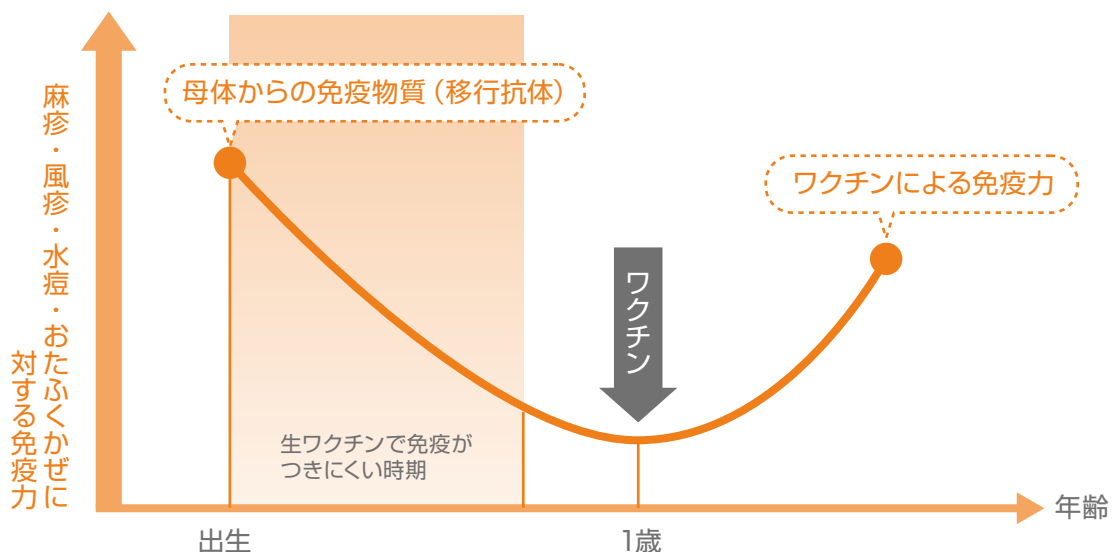 母体からの免疫物質（移行抗体）
麻疹・風疹・水痘・おたふくかぜに
対する免疫力
ワクチンによる免疫力
ワクチン
生ワクチンで免疫が
つきにくい時期
年齢
出生
1歳